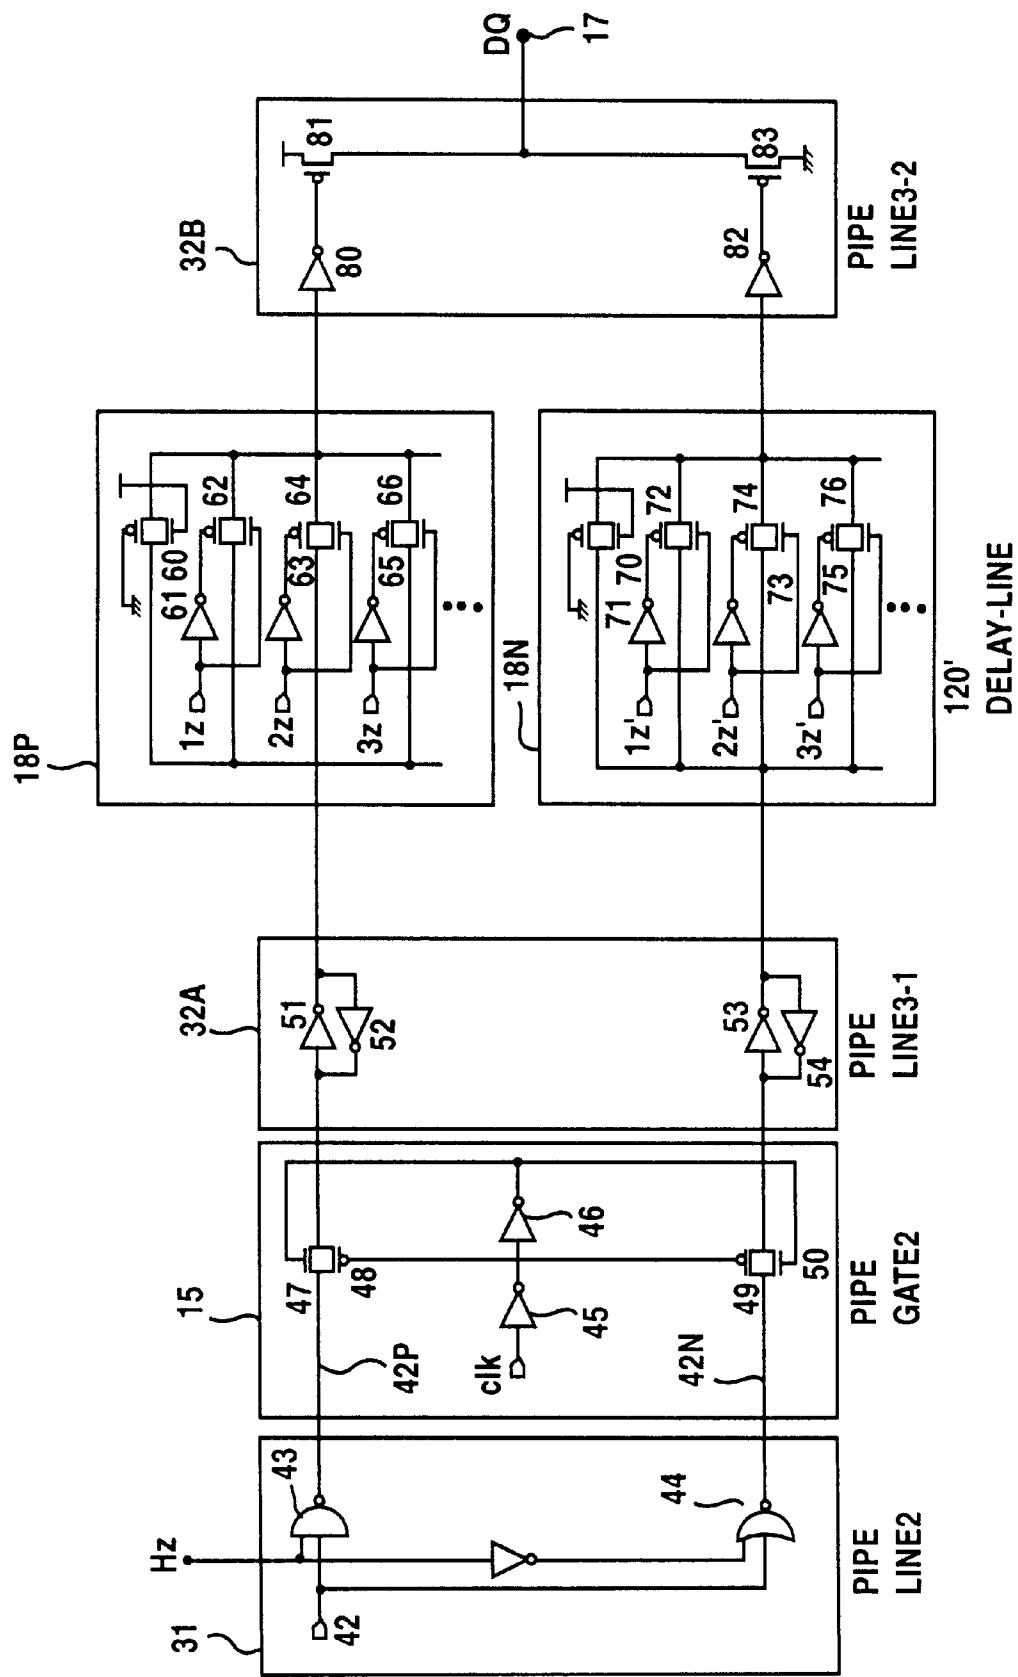 Hz
31
42
43
44
PIPE
LINE2
15
42P
42N
clk
45
46
47
48
49
50
PIPE
GATE2
32A
51
52
53
54
PIPE
LINE3-1
18P
1z
2z
3z
61
60
62
63
64
65
66
18N
1z'
2z'
3z'
71
70
72
73
74
75
76
120'
DELAY-LINE
32B
80
81
82
83
PIPE
LINE3-2
DQ
17